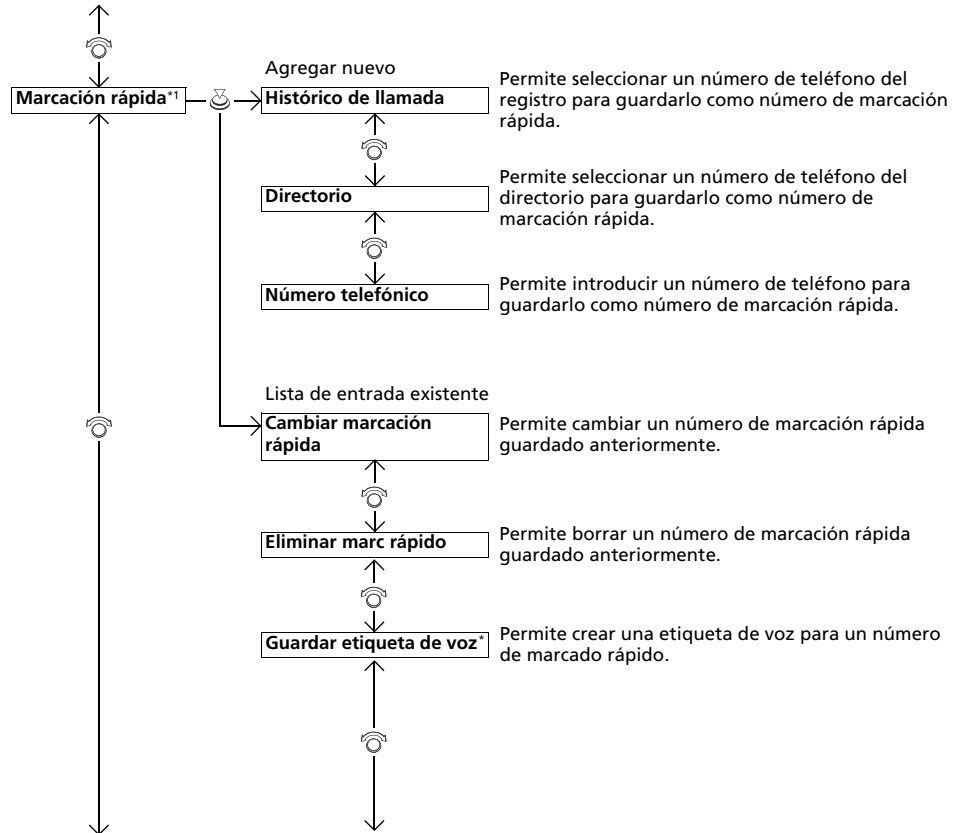 Marcación rápida*1
Agregar nuevo
Histórico de llamada
Permite seleccionar un número de teléfono del
registro para guardarlo como número de marcación
rápida.
Directorio
Permite seleccionar un número de teléfono del
directorio para guardarlo como número de
marcación rápida.
Número telefónico
Permite introducir un número de teléfono para
guardarlo como número de marcación rápida.
Lista de entrada existente
Cambiar marcación
rápida
Permite cambiar un número de marcación rápida
guardado anteriormente.
Eliminar marc rápido
Permite borrar un número de marcación rápida
guardado anteriormente.
Guardar etiqueta de voz*
Permite crear una etiqueta de voz para un número
de marcado rápido.